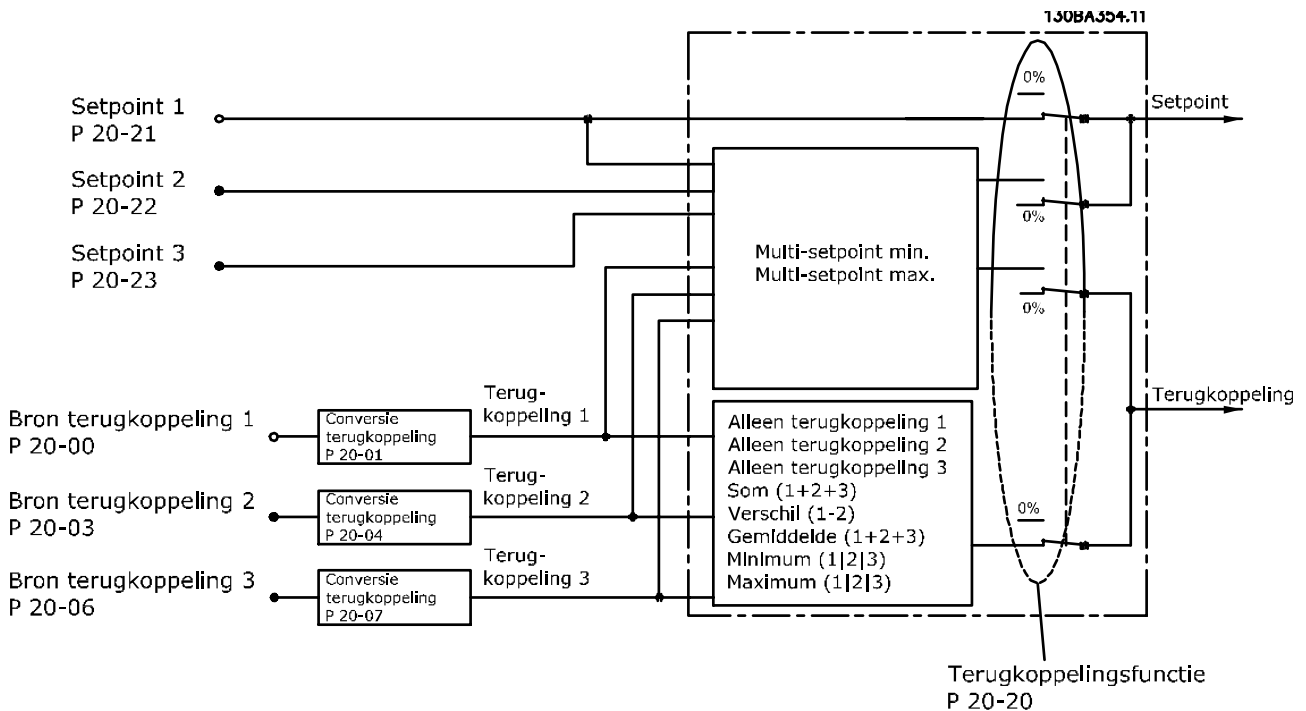 130BA354.11
Setpoint 1
P 20-21
Setpoint 2
P 20-22
Setpoint 3
P 20-23
0%
Setpoint
0%
Multi-setpoint min.
Multi-setpoint max.
0%
Bron terugkoppeling 1
P 20-00
Conversie
terugkoppeling
P 20-01
Terug-
koppeling 1
Bron terugkoppeling 2
P 20-03
Conversie
terugkoppeling
P 20-04
Terug-
koppeling 2
Bron terugkoppeling 3
P 20-06
Conversie
terugkoppeling
P 20-07
Terug-
koppeling 3
Alleen terugkoppeling 1
Alleen terugkoppeling 2
Alleen terugkoppeling 3
Som (1+2+3)
Verschil (1-2)
Gemiddelde (1+2+3)
Minimum (1|2|3)
Maximum (1|2|3)
Terugkoppeling
0%
Terugkoppelingsfunctie
P 20-20